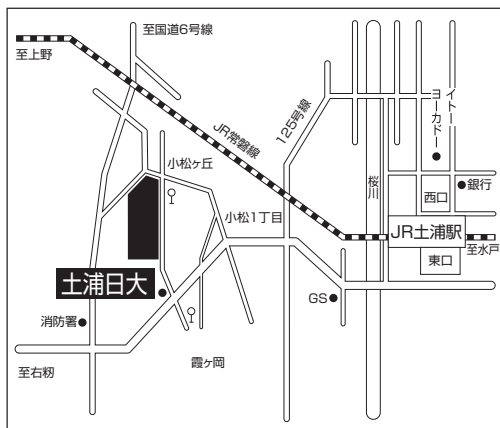 至国道6号線
至上野
125号線
JR常磐線
イトー
ヨーカドー
小松ヶ丘
桜川
銀行
西口
小松1丁目
JR土浦駅
至水戸
東口
土浦日大
GS
消防署
霞ヶ岡
至右籾